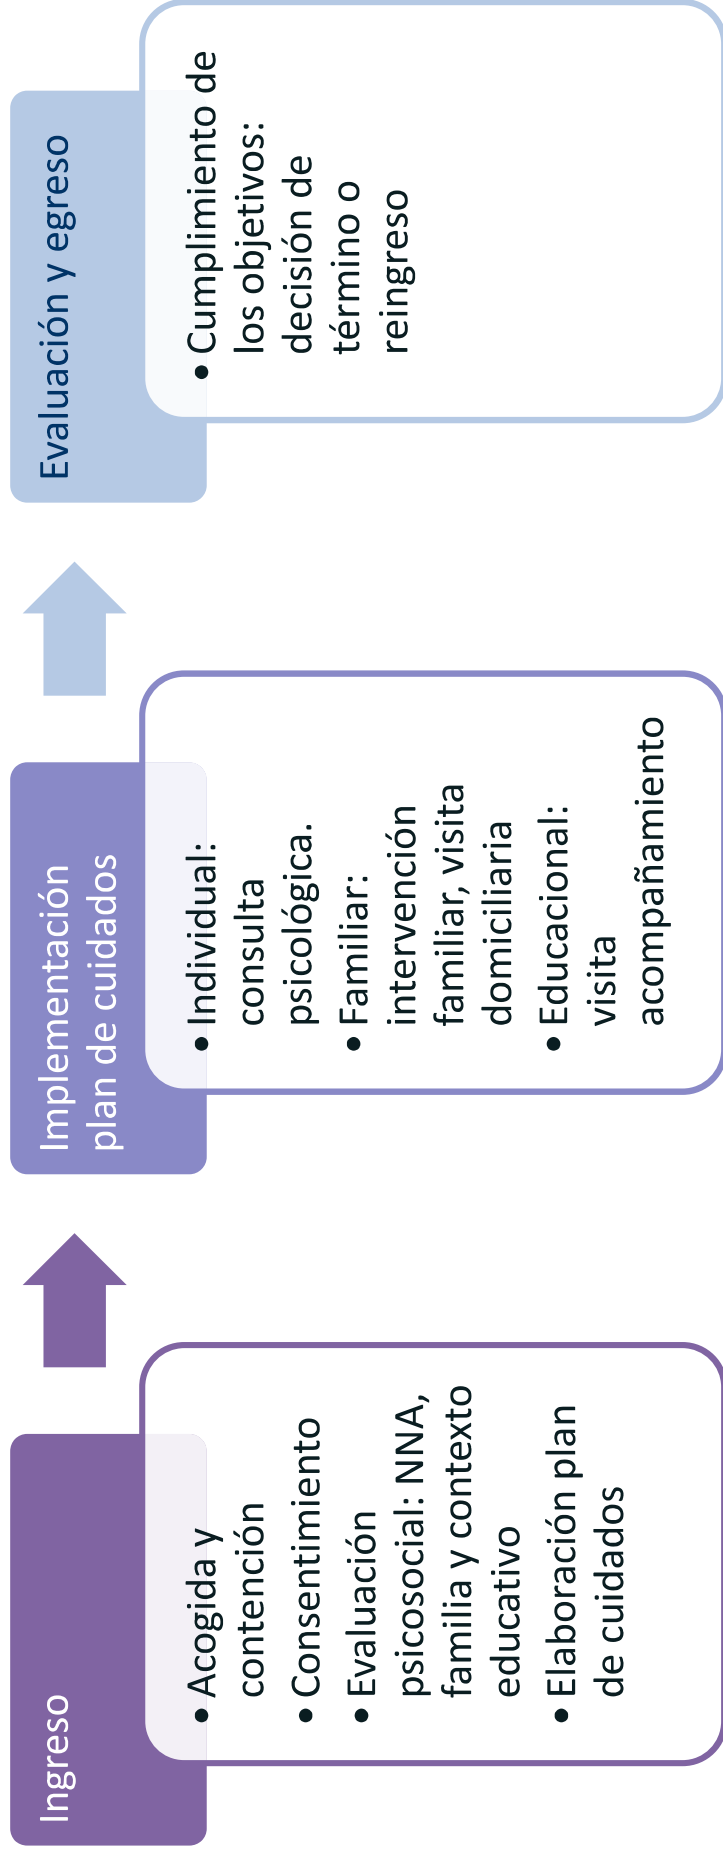 Ingreso
• Acogida y
contención
• Consentimiento
• Evaluación
psicosocial: NNA,
familia y contexto
educativo
• Elaboración plan
de cuidados
Implementación
plan de cuidados
• Individual:
consulta
psicológica.
• Familiar:
intervención
familiar, visita
domiciliaria
• Educacional:
visita
acompañamiento
Evaluación y egreso
• Cumplimiento de
los objetivos:
decisión de
término o
reingreso